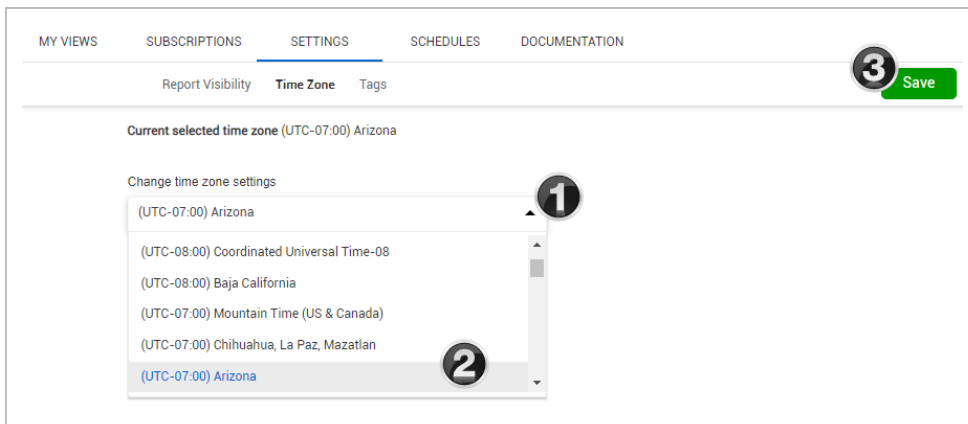 MY VIEWS SUBSCRIPTIONS SETTINGS SCHEDULES DOCUMENTATION
Report Visibility Time Zone Tags 3 Save
Current selected time zone (UTC-07:00) Arizona
Change time zone settings
(UTC-07:00) Arizona 1
(UTC-08:00) Coordinated Universal Time-08
(UTC-08:00) Baja California
(UTC-07:00) Mountain Time (US & Canada)
(UTC-07:00) Chihuahua, La Paz, Mazatlan
(UTC-07:00) Arizona 2